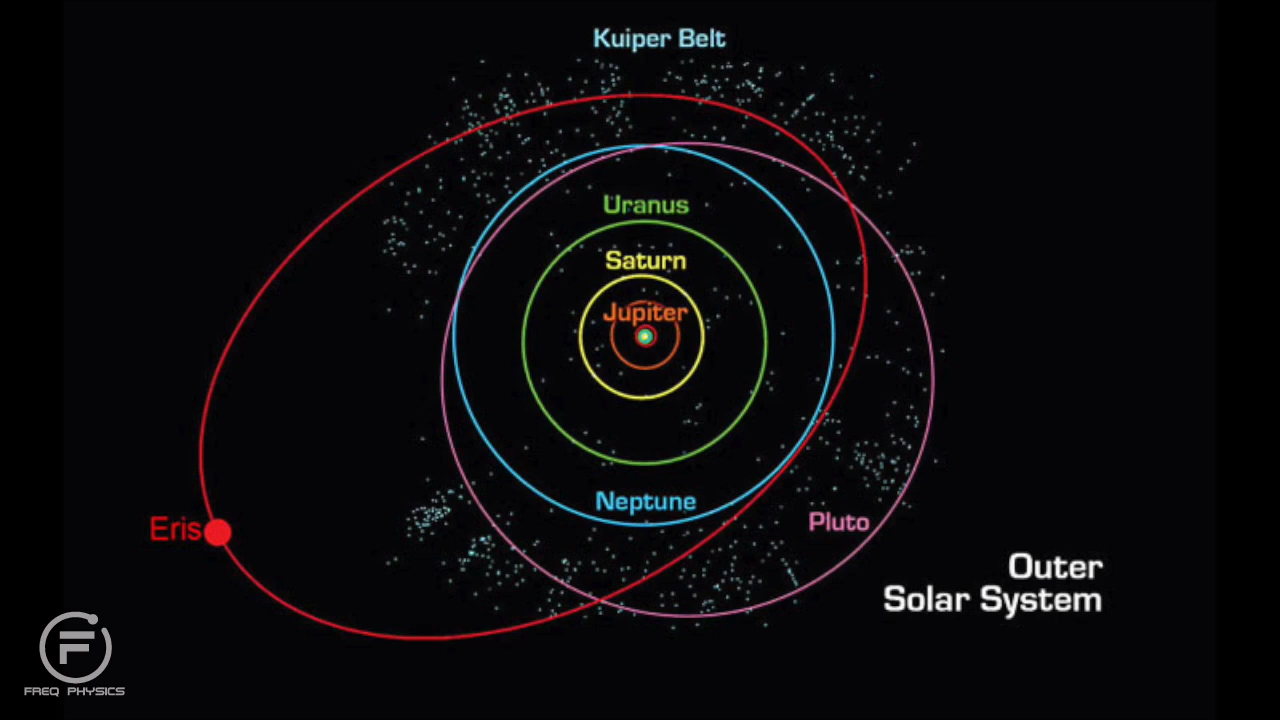 Kuiper Belt
Uranus
Saturn
Jupiter
Neptune
Pluto
Eris
Outer
Solar System
F
FREQ PHYSICS